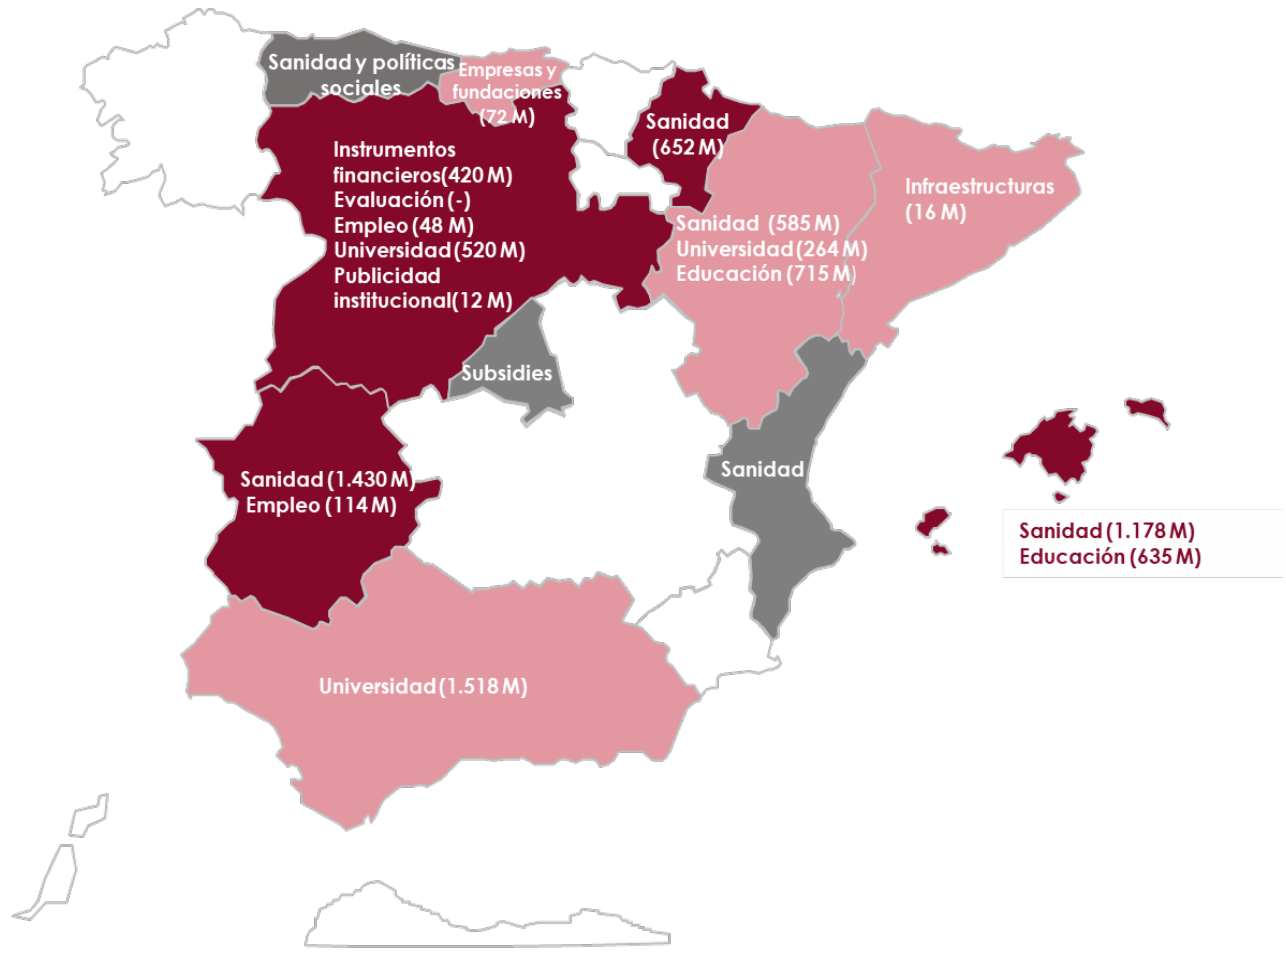 Sanidad y políticas
sociales
Empresas y
fundaciones
(72 M)
Sanidad
(652 M)
Instrumentos
financieros(420 M)
Evaluación (-)
Empleo (48 M)
Universidad (520 M)
Publicidad
institucional(12 M)
Infraestructuras
(16 M)
Sanidad (585 M)
Universidad (264 M)
Educación (715 M)
Subsidies
Sanidad
Sanidad (1.430 M)
Empleo (114 M)
Sanidad (1.178 M)
Educación (635 M)
Universidad (1.518 M)